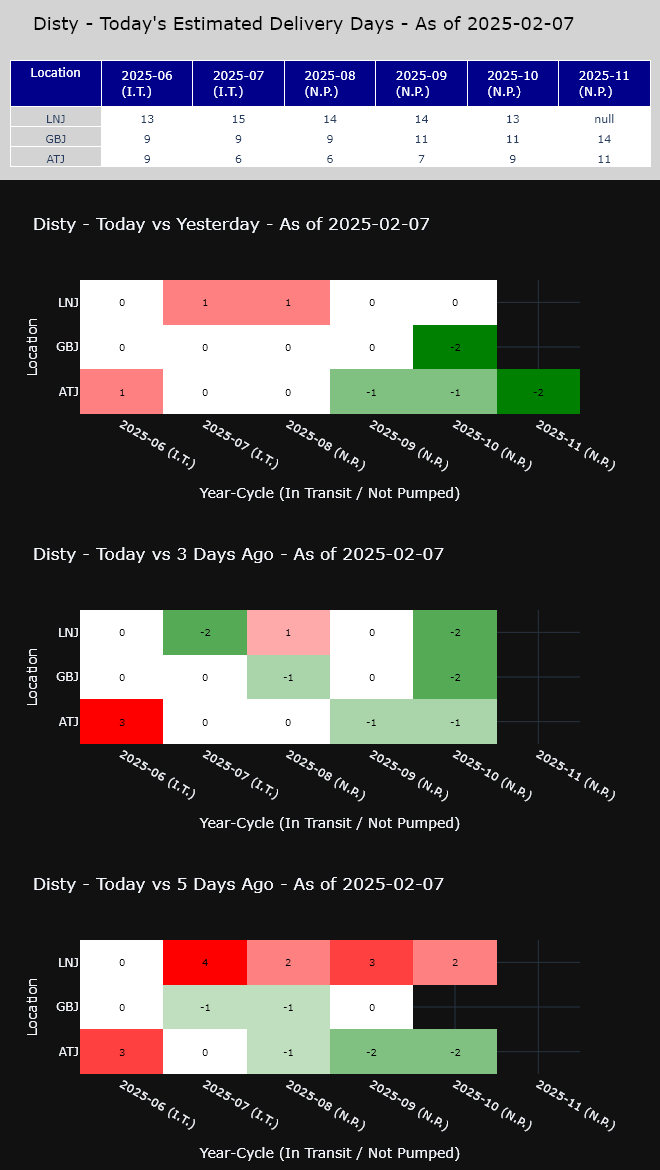 Disty - Today's Estimated Delivery Days - As of 2025-02-07
Location 2025-06 (I.T.) 2025-07 (I.T.) 2025-08 (N.P.) 2025-09 (N.P.) 2025-10 (N.P.) 2025-11 (N.P.)
LNJ 13 15 14 14 13 null
GBJ 9 9 9 11 11 14
ATJ 9 6 6 7 9 11
Disty - Today vs Yesterday - As of 2025-02-07
Location
LNJ 0 1 1 0 0
GBJ 0 0 0 0 -2
ATJ 1 0 0 -1 -1 -2
2025-06 (I.T.) 2025-07 (I.T.) 2025-08 (N.P.) 2025-09 (N.P.) 2025-10 (N.P.) 2025-11 (N.P.)
Year-Cycle (In Transit / Not Pumped)
Disty - Today vs 3 Days Ago - As of 2025-02-07
Location
LNJ 0 -2 1 0 -2
GBJ 0 0 -1 0 -2
ATJ 3 0 0 -1 -1
2025-06 (I.T.) 2025-07 (I.T.) 2025-08 (N.P.) 2025-09 (N.P.) 2025-10 (N.P.) 2025-11 (N.P.)
Year-Cycle (In Transit / Not Pumped)
Disty - Today vs 5 Days Ago - As of 2025-02-07
Location
LNJ 0 4 2 3 2
GBJ 0 -1 -1 0
ATJ 3 0 -1 -2 -2
2025-06 (I.T.) 2025-07 (I.T.) 2025-08 (N.P.) 2025-09 (N.P.) 2025-10 (N.P.) 2025-11 (N.P.)
Year-Cycle (In Transit / Not Pumped)